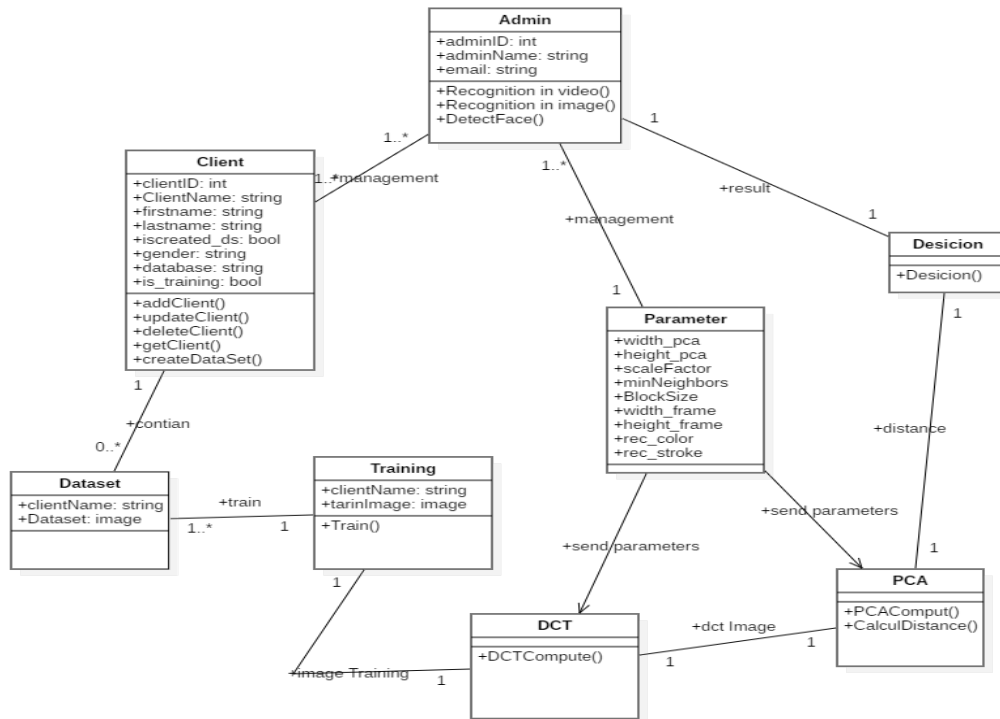 Admin
+adminID: int
+adminName: string
+email: string
+Recognition in video()
+Recognition in image()
+DetectFace()
1..*
1..*
1
+management
1..*
+management
+result
1
1
Client
+clientID: int
+ClientName: string
+firstname: string
+lastname: string
+iscreated_ds: bool
+gender: string
+database: string
+is_training: bool
+addClient()
+updateClient()
+deleteClient()
+getClient()
+createDataSet()
Desicion
+Desicion()
1
Parameter
+width_pca
+height_pca
+scaleFactor
+minNeighbors
+BlockSize
+width_frame
+height_frame
+rec_color
+rec_stroke
1
+contian
0..*
+distance
1
Dataset
+clientName: string
+Dataset: image
+train
1..*
1
Training
+clientName: string
+tarinImage: image
+Train()
1
+send parameters
+send parameters
+image Training
1
DCT
+DCTCompute()
+dct Image
1
1
PCA
+PCAComput()
+CalculDistance()